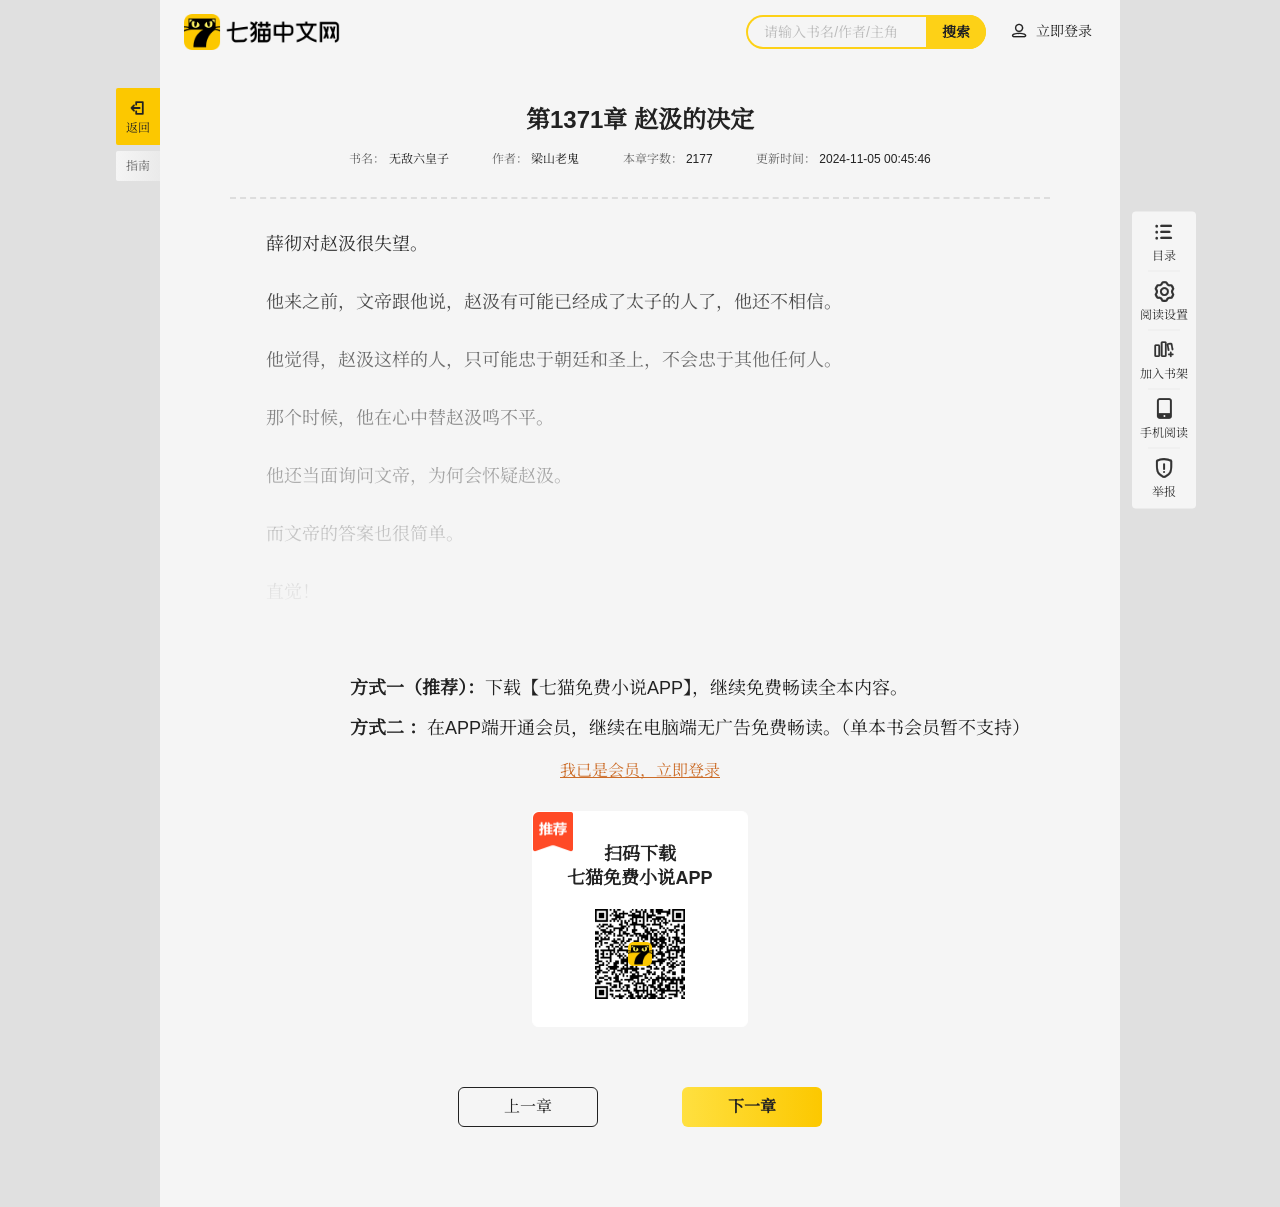 七猫中文网
请输入书名/作者/主角
搜索
立即登录
返回
指南
第1371章 赵汲的决定
书名： 无敌六皇子 作者： 梁山老鬼 本章字数： 2177 更新时间： 2024-11-05 00:45:46
薛彻对赵汲很失望。
他来之前，文帝跟他说，赵汲有可能已经成了太子的人了，他还不相信。
他觉得，赵汲这样的人，只可能忠于朝廷和圣上，不会忠于其他任何人。
那个时候，他在心中替赵汲鸣不平。
他还当面询问文帝，为何会怀疑赵汲。
而文帝的答案也很简单。
直觉！
目录
阅读设置
加入书架
手机阅读
举报
方式一（推荐）：下载【七猫免费小说APP】，继续免费畅读全本内容。
方式二 ：在APP端开通会员，继续在电脑端无广告免费畅读。（单本书会员暂不支持）
我已是会员，立即登录
推荐
扫码下载
七猫免费小说APP
上一章
下一章